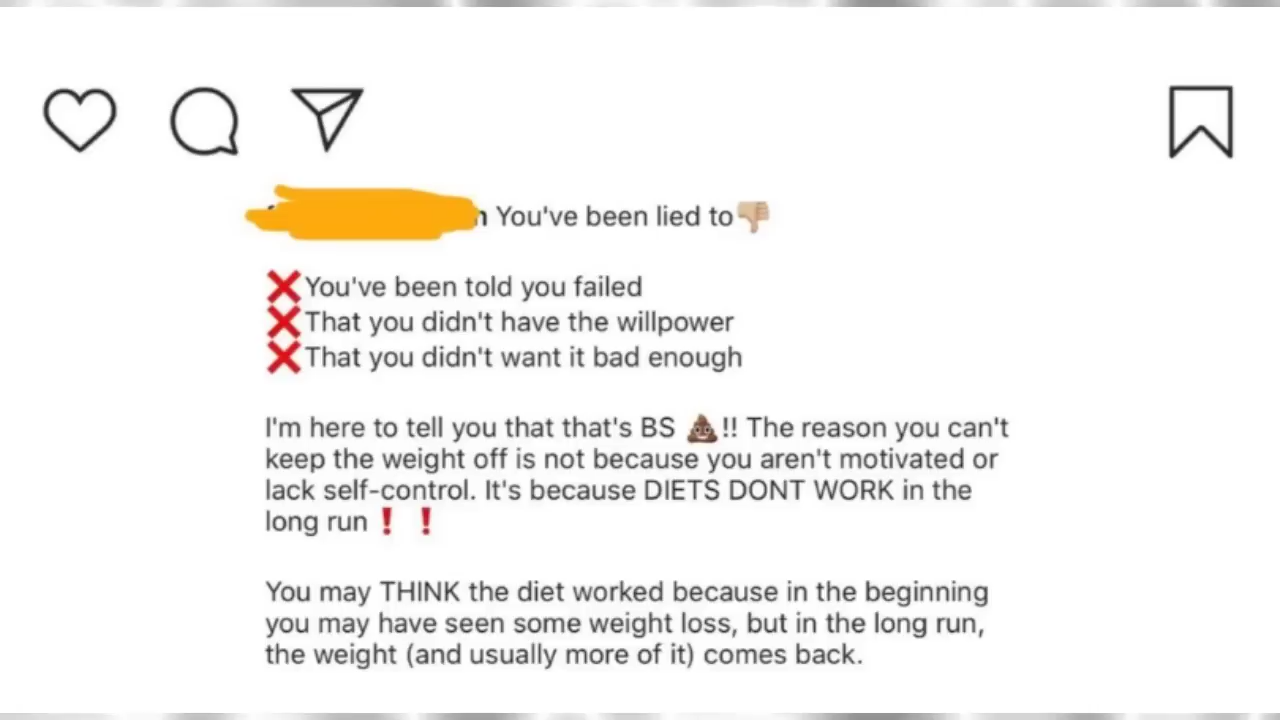 You've been lied to👎🏼
❌You've been told you failed
❌That you didn't have the willpower
❌That you didn't want it bad enough
I'm here to tell you that that's BS 💩!! The reason you can't
keep the weight off is not because you aren't motivated or
lack self-control. It's because DIETS DONT WORK in the
long run❗❗
You may THINK the diet worked because in the beginning
you may have seen some weight loss, but in the long run,
the weight (and usually more of it) comes back.